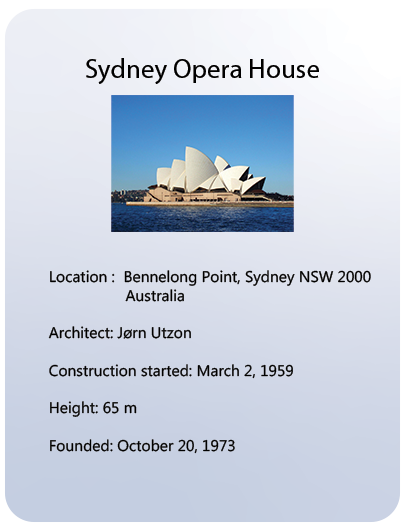 Sydney Opera House
Location :  Bennelong Point, Sydney NSW 2000
Australia
Architect: Jørn Utzon
Construction started: March 2, 1959
Height: 65 m
Founded: October 20, 1973